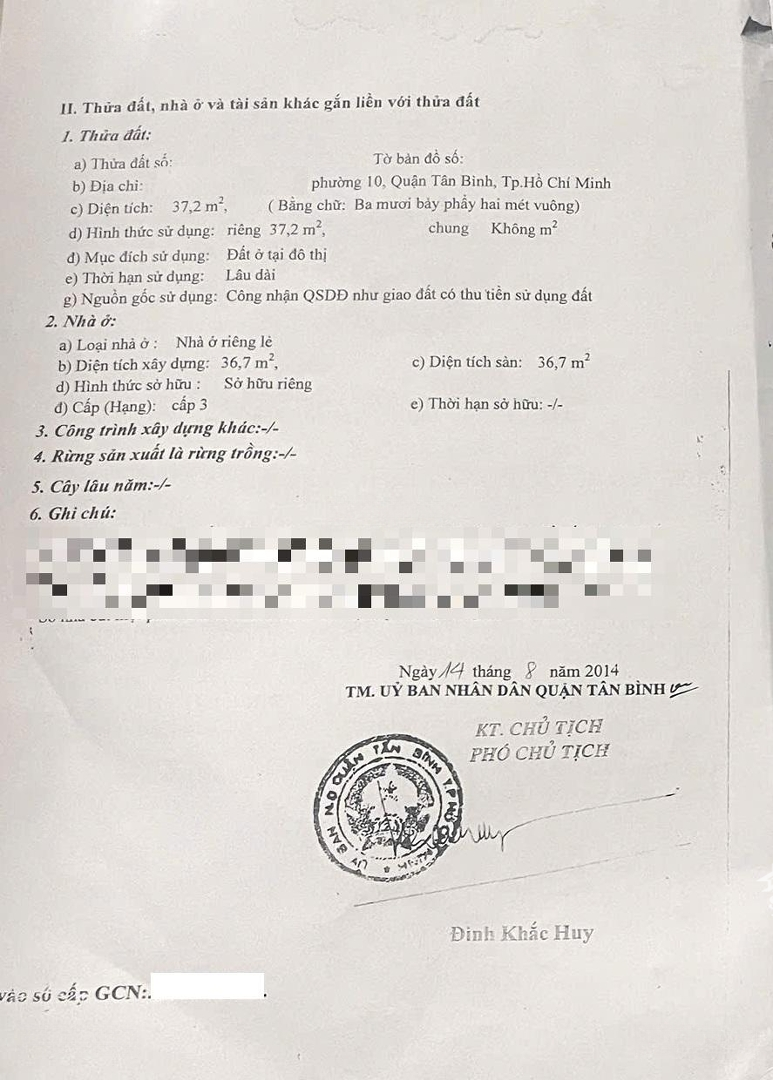 II. Thửa đất, nhà ở và tài sản khác gắn liền với thửa đất
1. Thửa đất:
a) Thửa đất số: Tờ bản đồ số:
b) Địa chỉ: phường 10, Quận Tân Bình, Tp.Hồ Chí Minh
c) Diện tích: 37,2 m², ( Bằng chữ: Ba mươi bảy phẩy hai mét vuông)
d) Hình thức sử dụng: riêng 37,2 m², chung Không m²
đ) Mục đích sử dụng: Đất ở tại đô thị
e) Thời hạn sử dụng: Lâu dài
g) Nguồn gốc sử dụng: Công nhận QSDĐ như giao đất có thu tiền sử dụng đất
2. Nhà ở:
a) Loại nhà ở : Nhà ở riêng lẻ
b) Diện tích xây dựng: 36,7 m², c) Diện tích sàn: 36,7 m²
d) Hình thức sở hữu : Sở hữu riêng
đ) Cấp (Hạng): cấp 3 e) Thời hạn sở hữu: -/-
3. Công trình xây dựng khác:-/-
4. Rừng sản xuất là rừng trồng:-/-
5. Cây lâu năm:-/-
6. Ghi chú:
Ngày 14 tháng 8 năm 2014
TM. UỶ BAN NHÂN DÂN QUẬN TÂN BÌNH
KT. CHỦ TỊCH
PHÓ CHỦ TỊCH
UỶ BAN N.D QUẬN TÂN BÌNH T.P HỒ
Đinh Khắc Huy
vào sổ cấp GCN:.